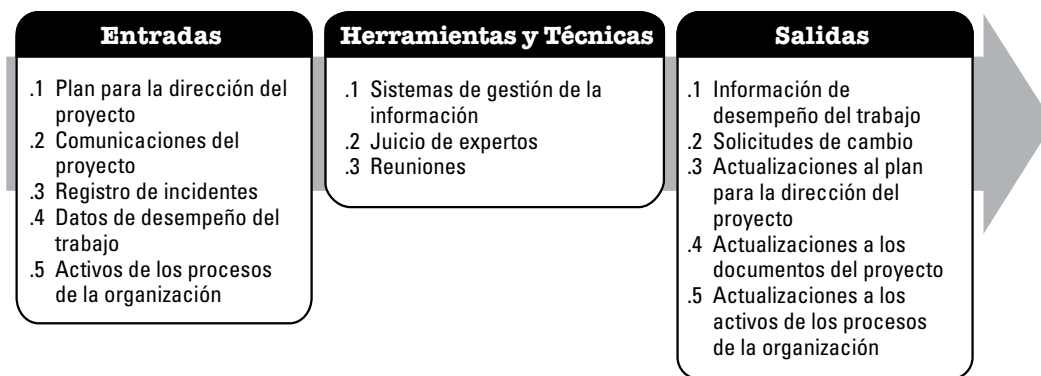 Entradas
.1 Plan para la dirección del
proyecto
.2 Comunicaciones del
proyecto
.3 Registro de incidentes
.4 Datos de desempeño del
trabajo
.5 Activos de los procesos
de la organización
Herramientas y Técnicas
.1 Sistemas de gestión de la
información
.2 Juicio de expertos
.3 Reuniones
Salidas
.1 Información de
desempeño del trabajo
.2 Solicitudes de cambio
.3 Actualizaciones al plan
para la dirección del
proyecto
.4 Actualizaciones a los
documentos del proyecto
.5 Actualizaciones a los
activos de los procesos
de la organización